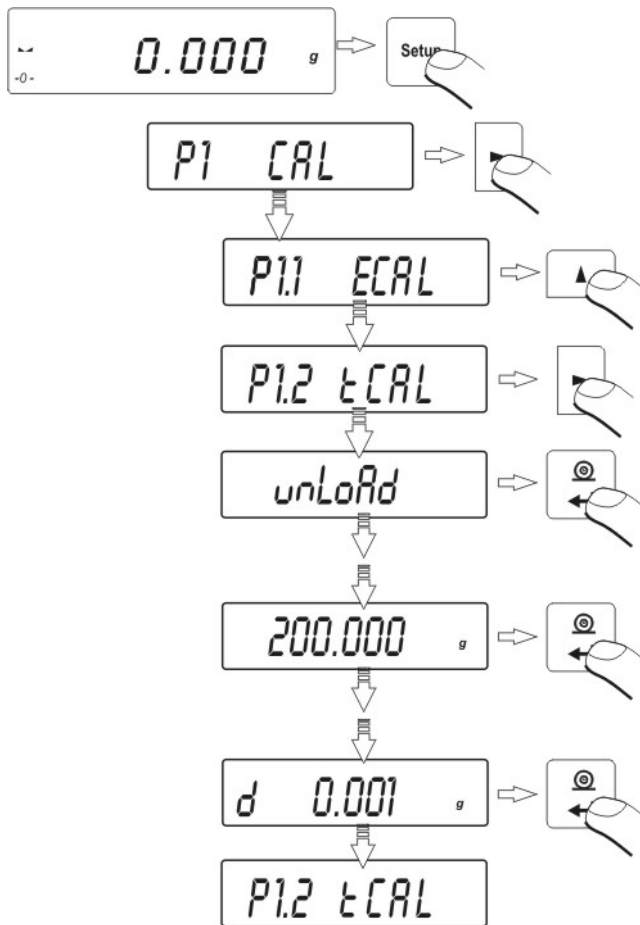 -0- 0.000 g Setup
P1 CAL
P1.1 ECAL
P1.2 tCAL
unLoAd
200.000 g
d 0.001 g
P1.2 tCAL